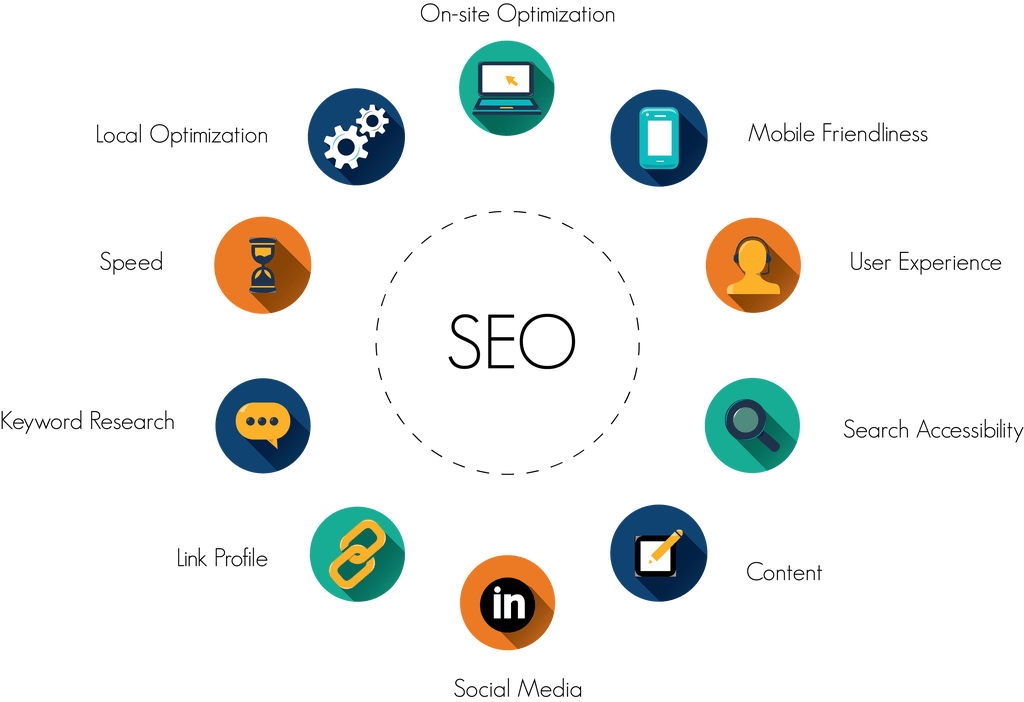 On-site Optimization
Local Optimization
Mobile Friendliness
Speed
User Experience
SEO
Keyword Research
Search Accessibility
Link Profile
Content
in
Social Media